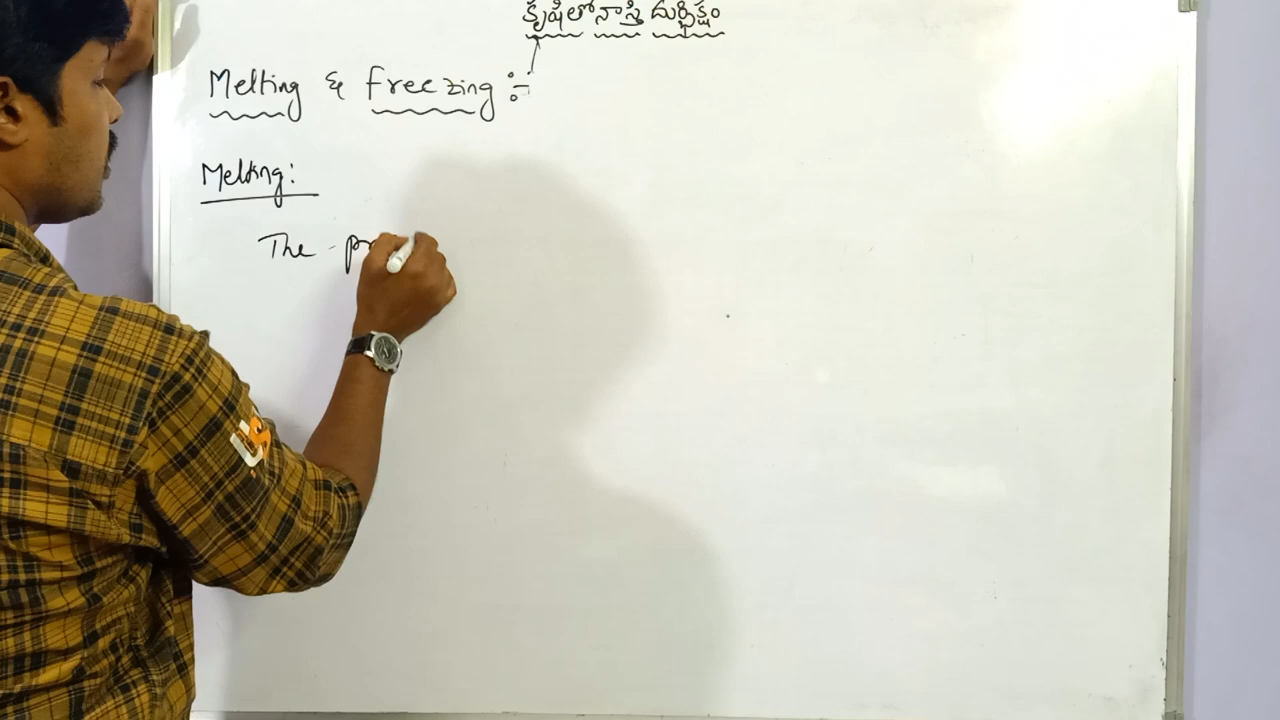 కృషితో నాస్తి దుర్భిక్షం
Melting & freezing :-
Melting:
The